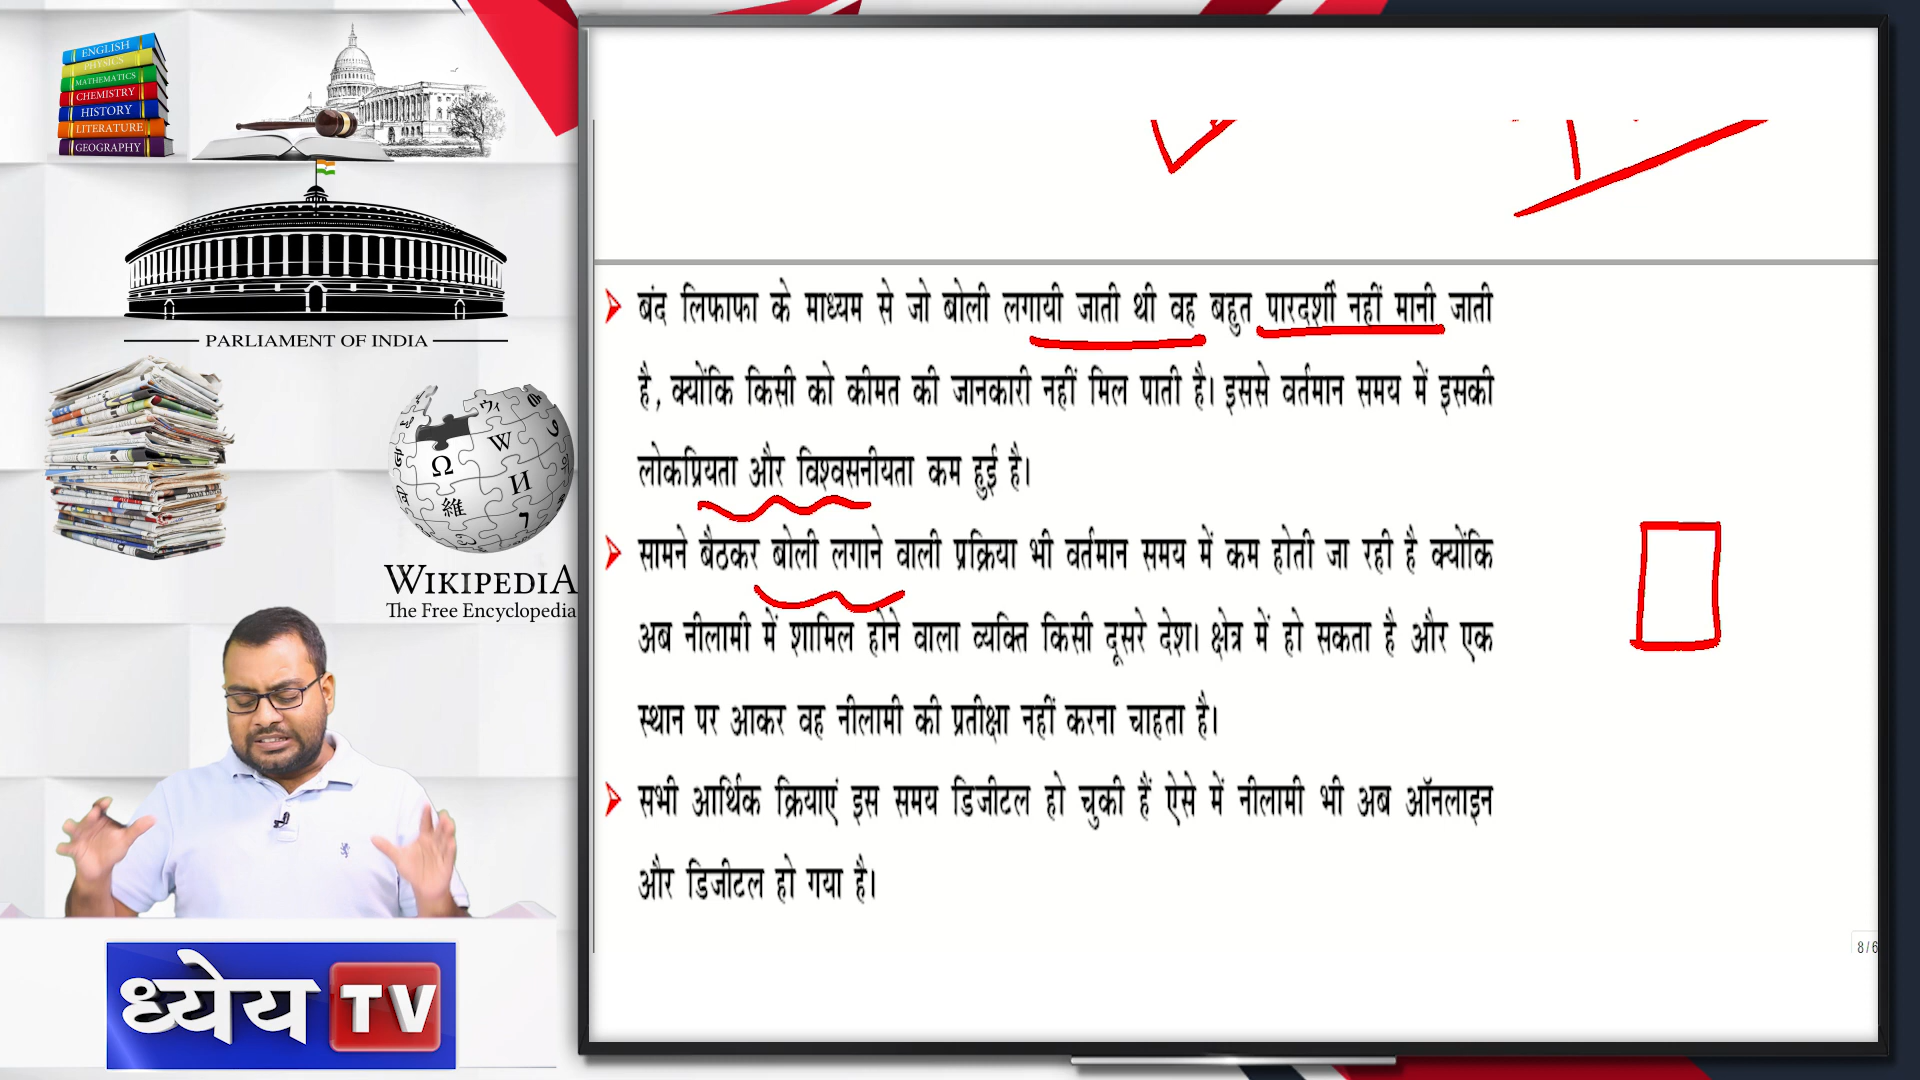 ENGLISH
PHYSICS
MATHEMATICS
CHEMISTRY
HISTORY
LITERATURE
GEOGRAPHY
PARLIAMENT OF INDIA
Ω
W
И
維
WIKIPEDIA
The Free Encyclopedia
ध्येय TV
बंद लिफाफा के माध्यम से जो बोली लगायी जाती थी वह बहुत पारदर्शी नहीं मानी जाती
है, क्योंकि किसी को कीमत की जानकारी नहीं मिल पाती है। इससे वर्तमान समय में इसकी
लोकप्रियता और विश्वसनीयता कम हुई है।
सामने बैठकर बोली लगाने वाली प्रक्रिया भी वर्तमान समय में कम होती जा रही है क्योंकि
अब नीलामी में शामिल होने वाला व्यक्ति किसी दूसरे देश। क्षेत्र में हो सकता है और एक
स्थान पर आकर वह नीलामी की प्रतीक्षा नहीं करना चाहता है।
सभी आर्थिक क्रियाएं इस समय डिजीटल हो चुकी हैं ऐसे में नीलामी भी अब ऑनलाइन
और डिजीटल हो गया है।
8/6